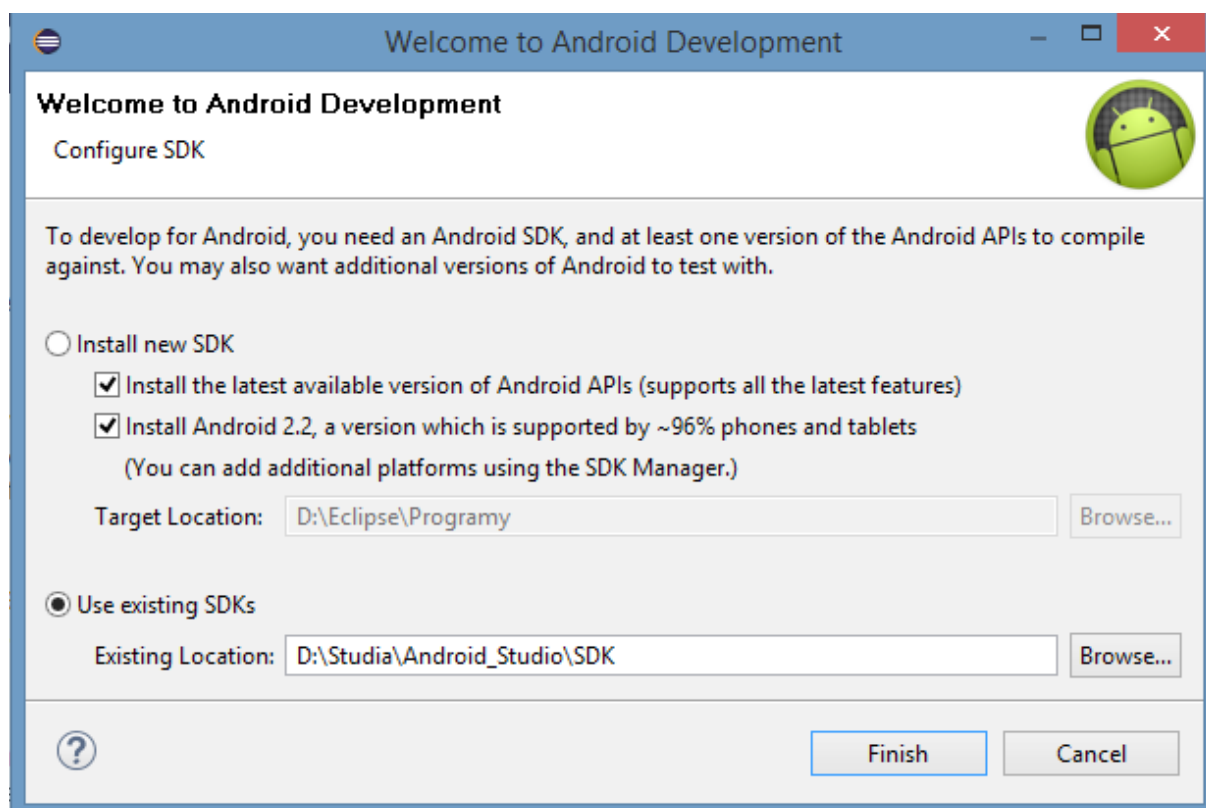 Welcome to Android Development
Welcome to Android Development
Configure SDK
To develop for Android, you need an Android SDK, and at least one version of the Android APIs to compile
against. You may also want additional versions of Android to test with.
Install new SDK
Install the latest available version of Android APIs (supports all the latest features)
Install Android 2.2, a version which is supported by ~96% phones and tablets
(You can add additional platforms using the SDK Manager.)
Target Location: D:\Eclipse\Programy Browse...
Use existing SDKs
Existing Location: D:\Studia\Android_Studio\SDK Browse...
? Finish Cancel